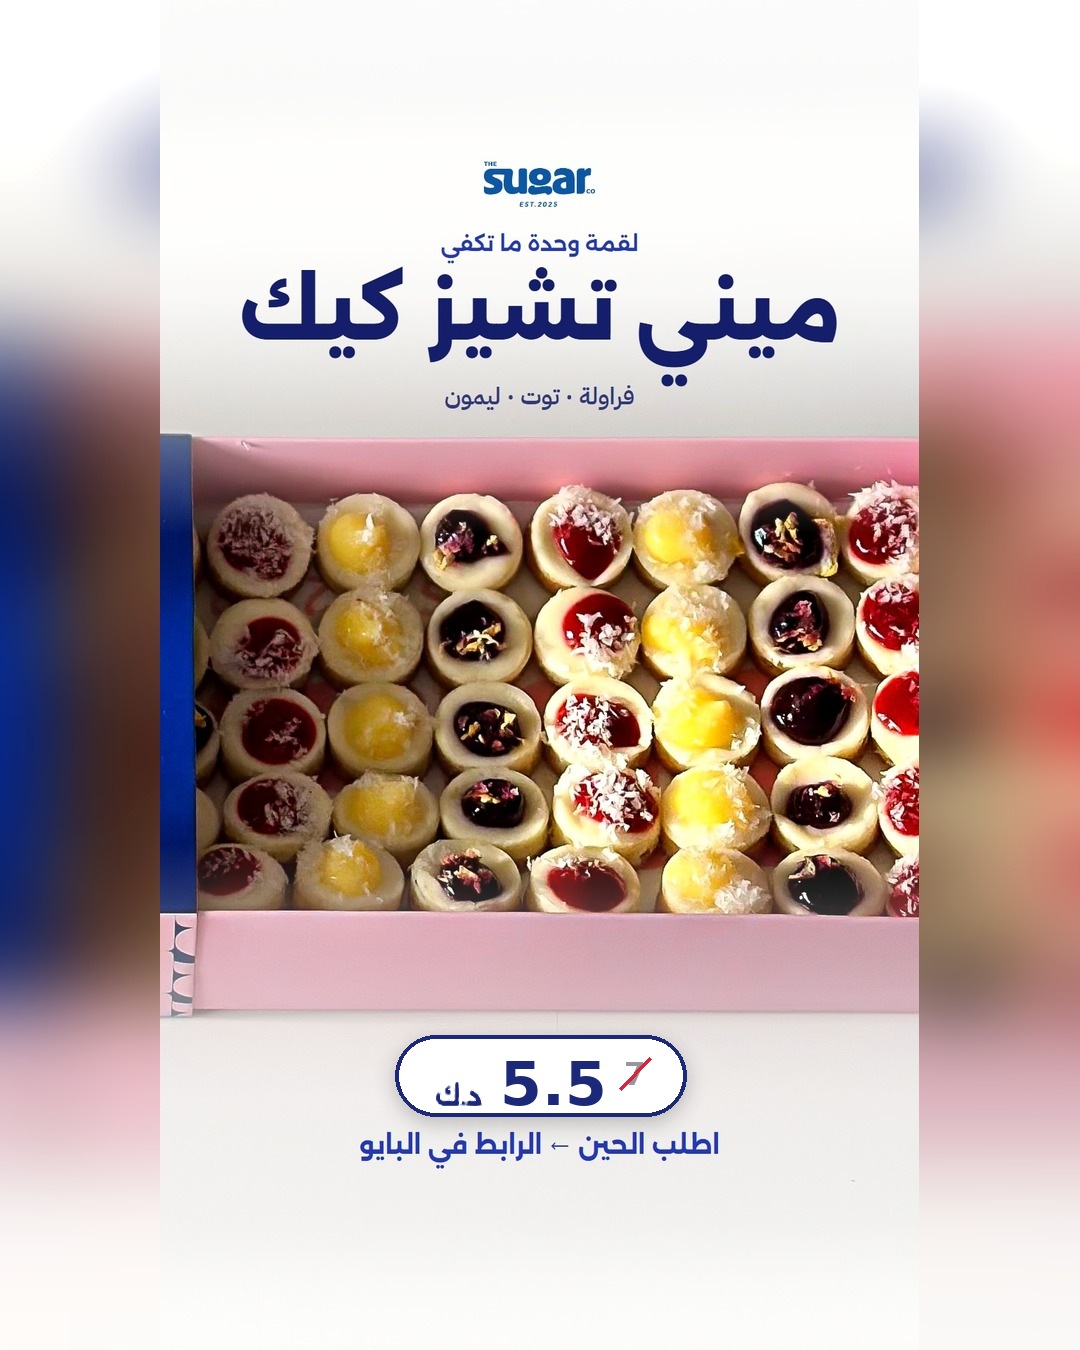 THE
sugar co
EST.2025
لقمة وحدة ما تكفي
ميني تشيز كيك
فراولة · توت · ليمون
7 5.5 د.ك
اطلب الحين ← الرابط في البايو